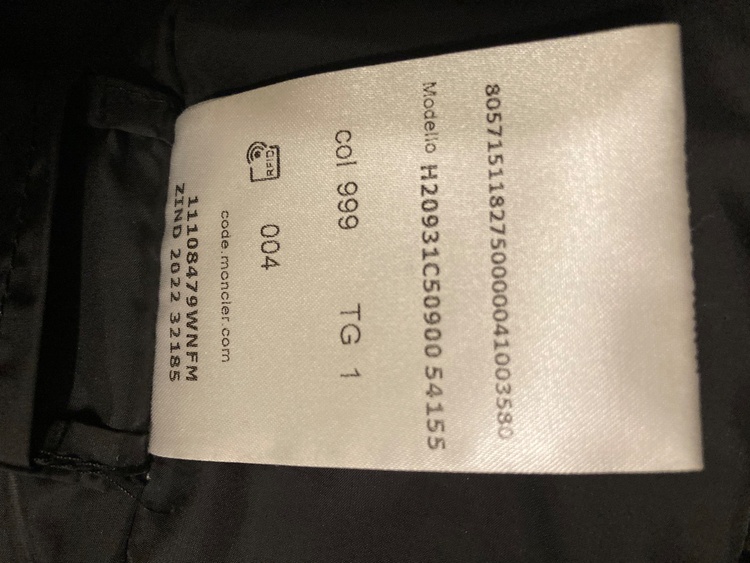 8057151182750000041003580
Modello H20931C50900 54155
col 999 TG 1
RFID 004
code.moncler.com
11108479WNFM
ZIND 2022 32185